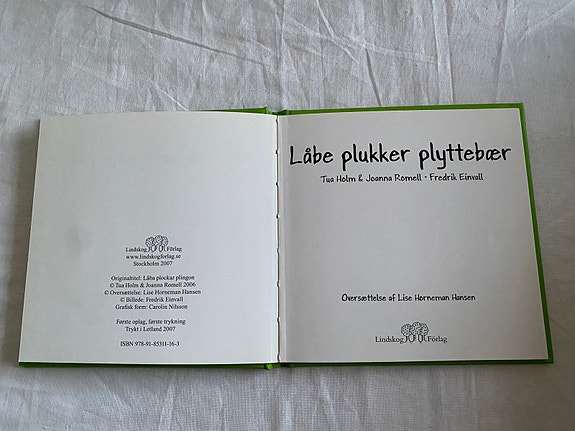 Lindskog Förlag
www.lindskogforlag.se
Stockholm 2007
Originaltitel: Låba plockar plingon
© Tua Holm & Joanna Romell 2006
© Oversættelse: Lise Horneman Hansen
© Billede: Fredrik Einvall
Grafisk form: Carolin Nilsson
Første oplag, første trykning
Trykt i Letland 2007
ISBN 978-91-85311-16-3
Låbe plukker plyttebær
Tua Holm & Joanna Romell · Fredrik Einvall
Oversættelse af Lise Horneman Hansen
Lindskog Förlag